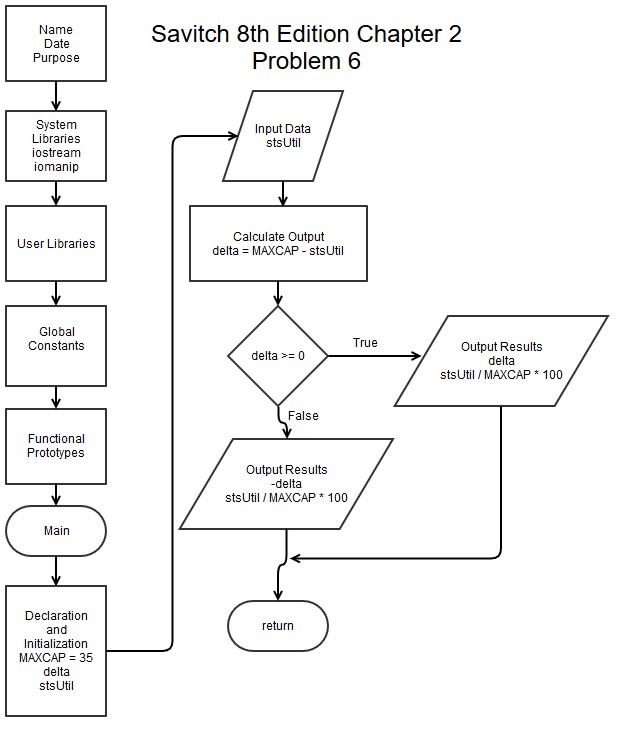 Savitch 8th Edition Chapter 2
Problem 6
Name
Date
Purpose
System
Libraries
iostream
iomanip
User Libraries
Global
Constants
Functional
Prototypes
Main
Declaration
and
Initialization
MAXCAP = 35
delta
stsUtil
Input Data
stsUtil
Calculate Output
delta = MAXCAP - stsUtil
delta >= 0
True
Output Results
delta
stsUtil / MAXCAP * 100
False
Output Results
-delta
stsUtil / MAXCAP * 100
return